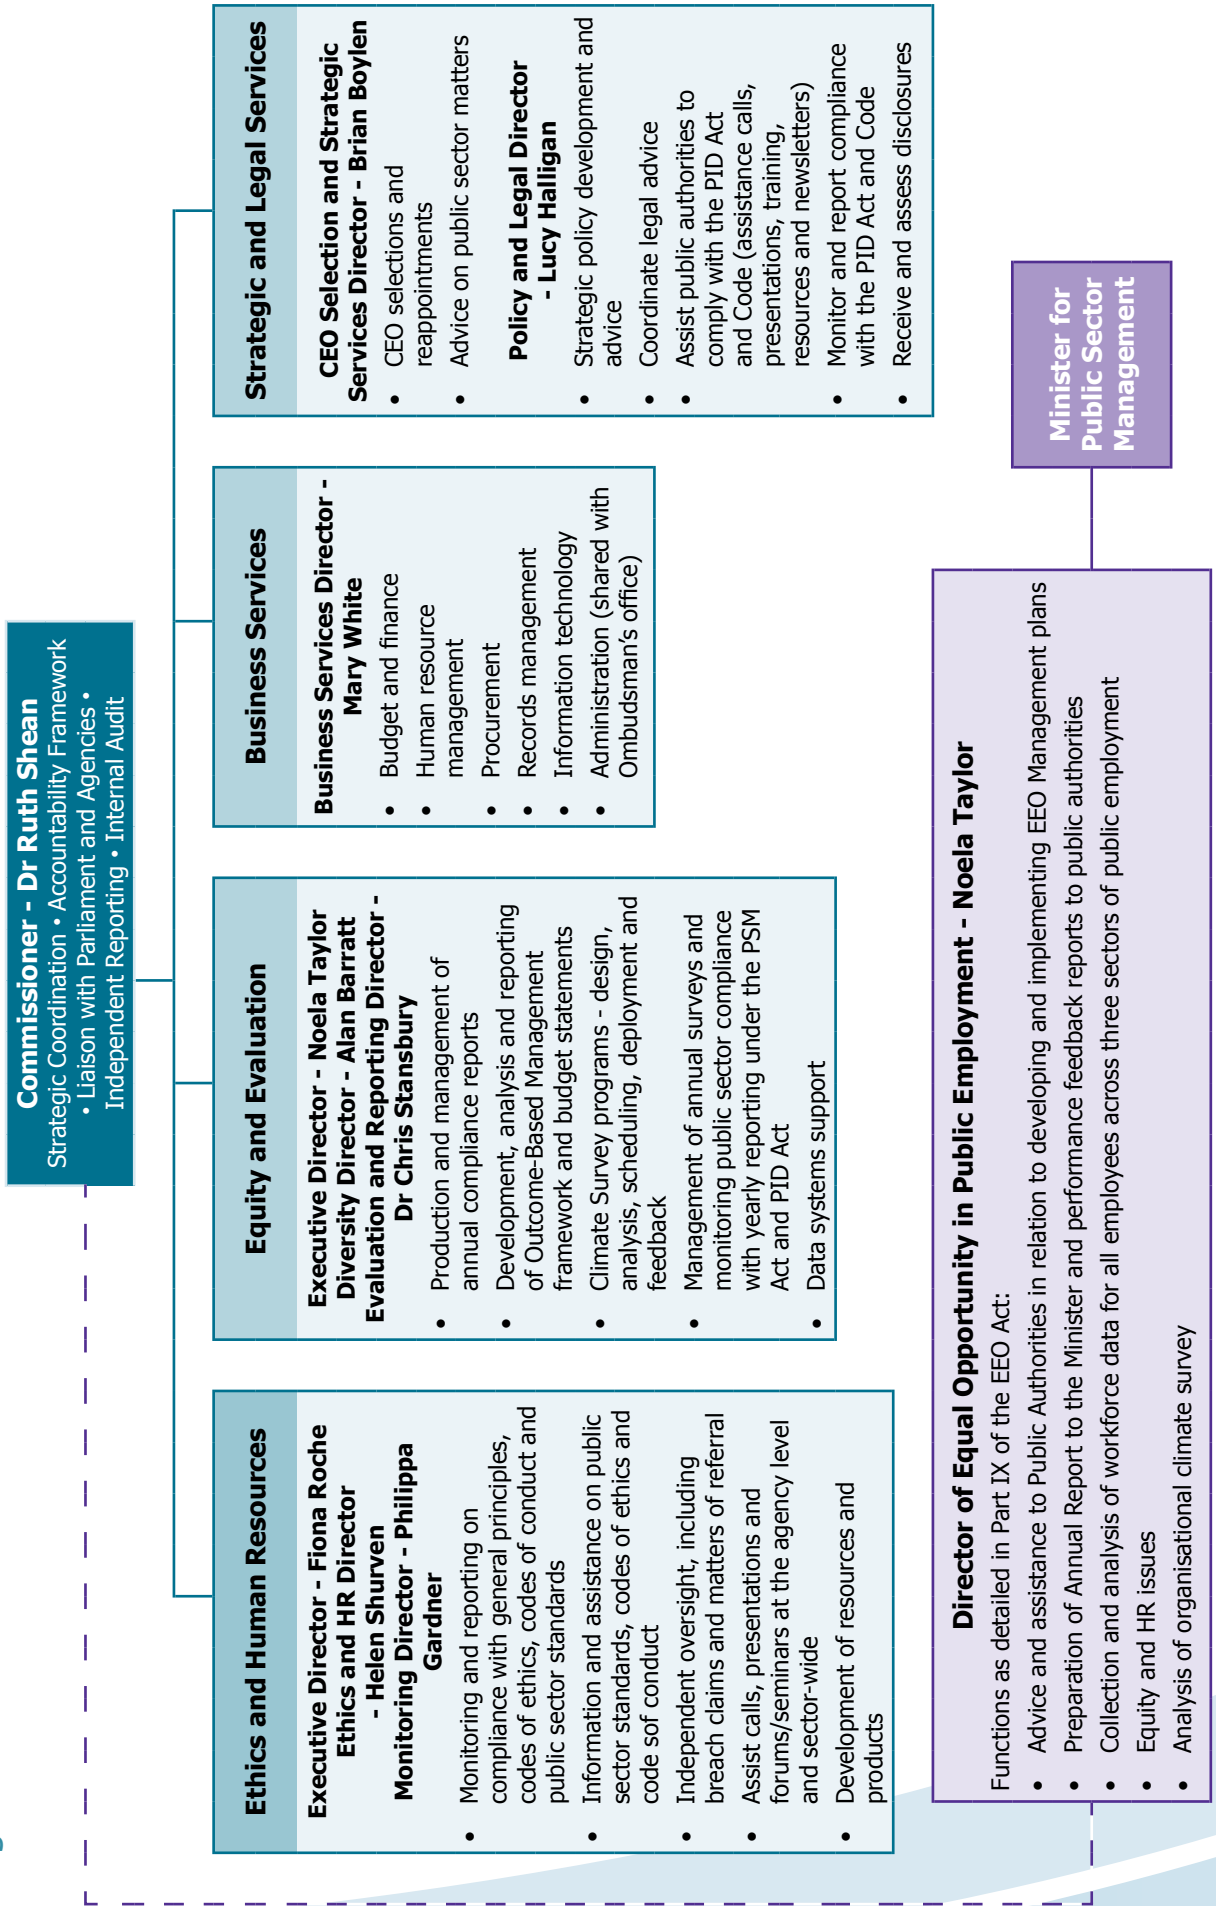 Commissioner - Dr Ruth Shean
Strategic Coordination • Accountability Framework
• Liaison with Parliament and Agencies •
Independent Reporting • Internal Audit
Ethics and Human Resources
Executive Director - Fiona Roche
Ethics and HR Director
- Helen Shurven
Monitoring Director - Philippa
Gardner
• Monitoring and reporting on
compliance with general principles,
codes of ethics, codes of conduct and
public sector standards
• Information and assistance on public
sector standards, codes of ethics and
code sof conduct
• Independent oversight, including
breach claims and matters of referral
• Assist calls, presentations and
forums/seminars at the agency level
and sector-wide
• Development of resources and
products
Equity and Evaluation
Executive Director - Noela Taylor
Diversity Director - Alan Barratt
Evaluation and Reporting Director -
Dr Chris Stansbury
• Production and management of
annual compliance reports
• Development, analysis and reporting
of Outcome-Based Management
framework and budget statements
• Climate Survey programs - design,
analysis, scheduling, deployment and
feedback
• Management of annual surveys and
monitoring public sector compliance
with yearly reporting under the PSM
Act and PID Act
• Data systems support
Business Services
Business Services Director -
Mary White
• Budget and finance
• Human resource
management
• Procurement
• Records management
• Information technology
• Administration (shared with
Ombudsman's office)
Strategic and Legal Services
CEO Selection and Strategic
Services Director - Brian Boylen
• CEO selections and
reappointments
• Advice on public sector matters
Policy and Legal Director
- Lucy Halligan
• Strategic policy development and
advice
• Coordinate legal advice
• Assist public authorities to
comply with the PID Act
and Code (assistance calls,
presentations, training,
resources and newsletters)
• Monitor and report compliance
with the PID Act and Code
• Receive and assess disclosures
Director of Equal Opportunity in Public Employment - Noela Taylor
Functions as detailed in Part IX of the EEO Act:
• Advice and assistance to Public Authorities in relation to developing and implementing EEO Management plans
• Preparation of Annual Report to the Minister and performance feedback reports to public authorities
• Collection and analysis of workforce data for all employees across three sectors of public employment
• Equity and HR issues
• Analysis of organisational climate survey
Minister for
Public Sector
Management